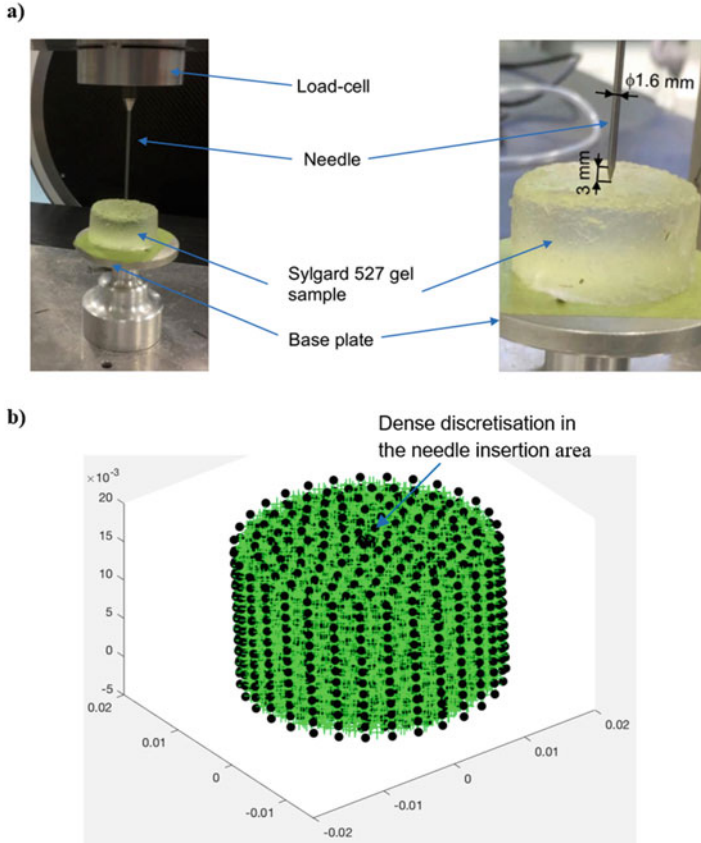 a)
Load-cell
ϕ1.6 mm
Needle
3 mm
Sylgard 527 gel
sample
Base plate
b)
Dense discretisation in
the needle insertion area
×10⁻³
20
15
10
5
0
-5
0.02
0.01
0
-0.01
-0.02
-0.01
0
0.01
0.02